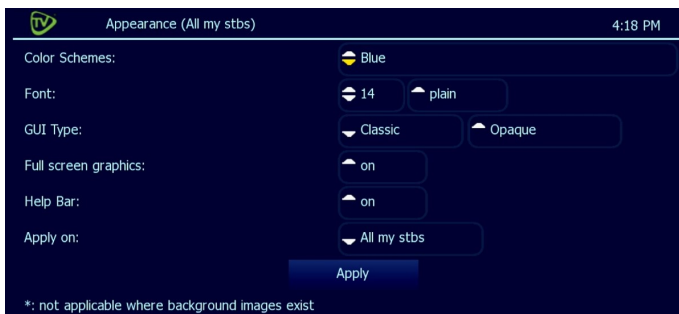 TV Appearance (All my stbs) 4:18 PM
Color Schemes: Blue
Font: 14 plain
GUI Type: Classic Opaque
Full screen graphics: on
Help Bar: on
Apply on: All my stbs
Apply
*: not applicable where background images exist